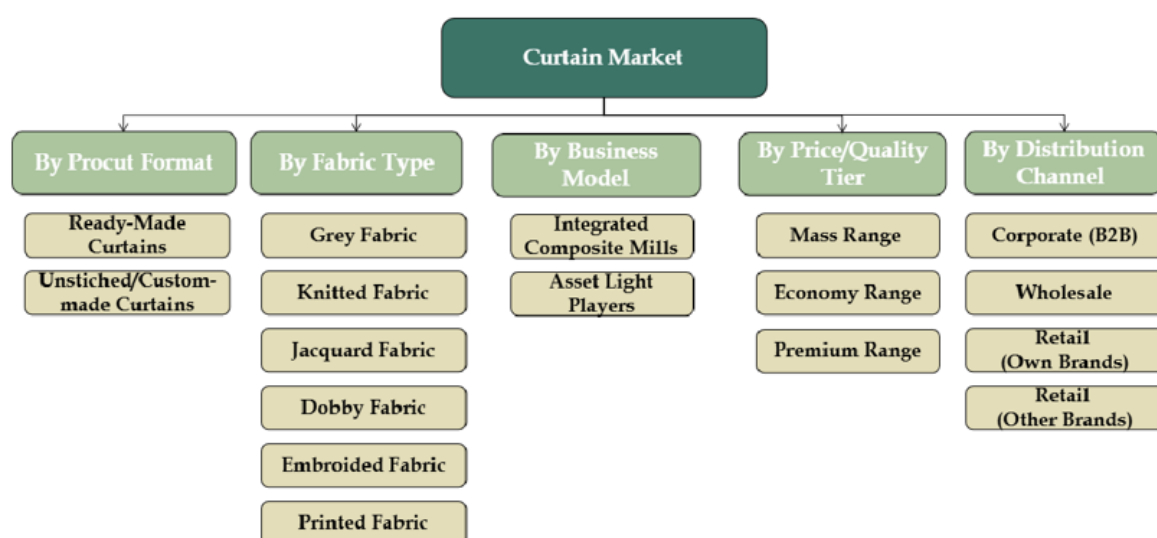 Curtain Market
By Procut Format
Ready-Made
Curtains
Unstiched/Custom-
made Curtains
By Fabric Type
Grey Fabric
Knitted Fabric
Jacquard Fabric
Dobby Fabric
Embroided Fabric
Printed Fabric
By Business
Model
Integrated
Composite Mills
Asset Light
Players
By Price/Quality
Tier
Mass Range
Economy Range
Premium Range
By Distribution
Channel
Corporate (B2B)
Wholesale
Retail
(Own Brands)
Retail
(Other Brands)